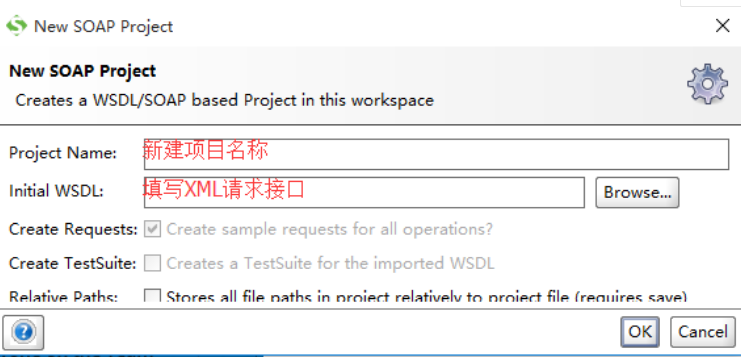 New SOAP Project
New SOAP Project
Creates a WSDL/SOAP based Project in this workspace
Project Name: 新建项目名称
Initial WSDL: 填写XML请求接口 Browse...
Create Requests: Create sample requests for all operations?
Create TestSuite: Creates a TestSuite for the imported WSDL
Relative Paths: Stores all file paths in project relatively to project file (requires save)
? OK Cancel